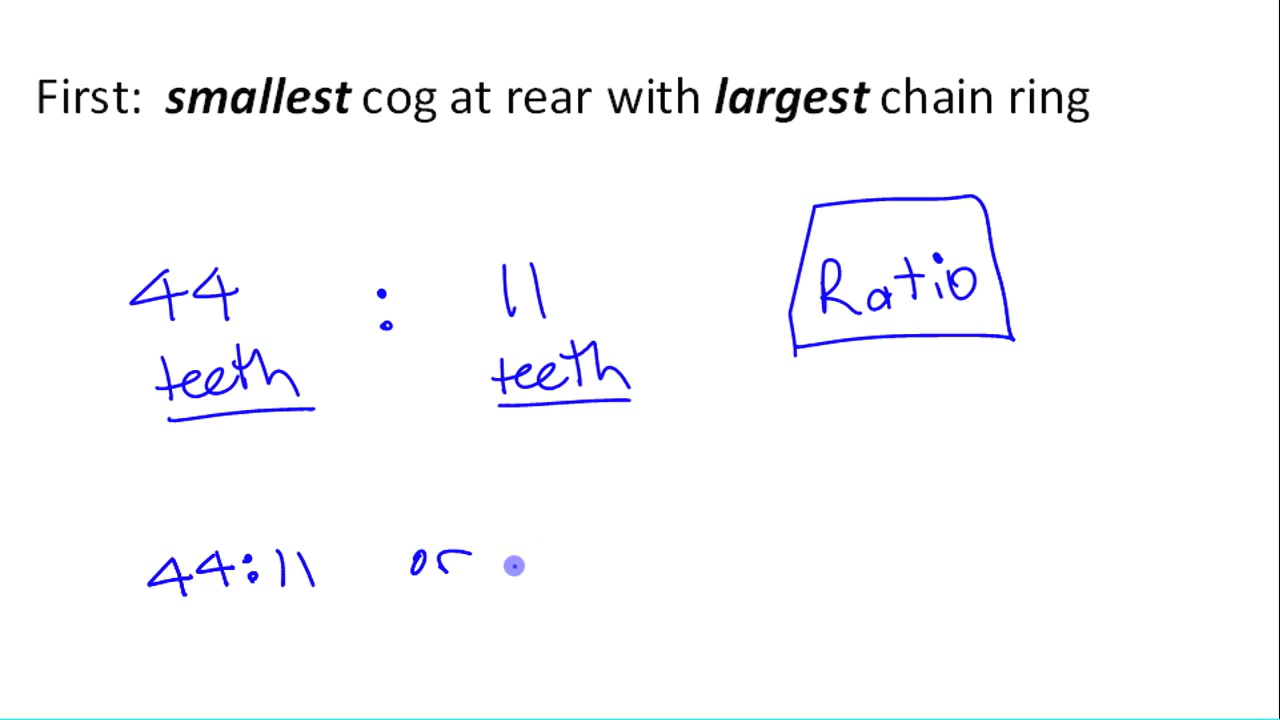 First: smallest cog at rear with largest chain ring
44 : 11 Ratio
teeth teeth
44:11 or